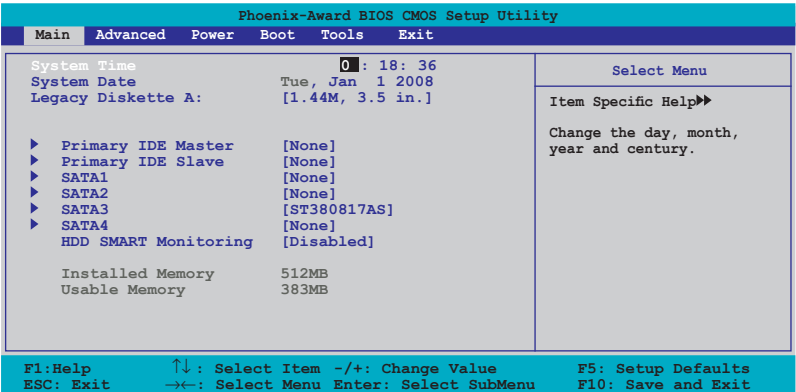 Phoenix-Award BIOS CMOS Setup Utility
Main Advanced Power Boot Tools Exit
System Time 0 : 18: 36
System Date Tue, Jan 1 2008
Legacy Diskette A: [1.44M, 3.5 in.]
Primary IDE Master [None]
Primary IDE Slave [None]
SATA1 [None]
SATA2 [None]
SATA3 [ST380817AS]
SATA4 [None]
HDD SMART Monitoring [Disabled]
Installed Memory 512MB
Usable Memory 383MB
Select Menu
Item Specific Help
Change the day, month,
year and century.
F1:Help ↑↓: Select Item -/+: Change Value F5: Setup Defaults
ESC: Exit →←: Select Menu Enter: Select SubMenu F10: Save and Exit